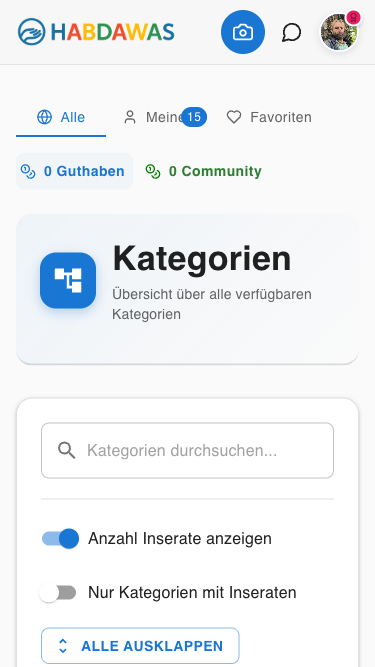 HABDAWAS
8
Alle
Meine
15
Favoriten
0 Guthaben
0 Community
Kategorien
Übersicht über alle verfügbaren
Kategorien
Kategorien durchsuchen...
Anzahl Inserate anzeigen
Nur Kategorien mit Inseraten
ALLE AUSKLAPPEN